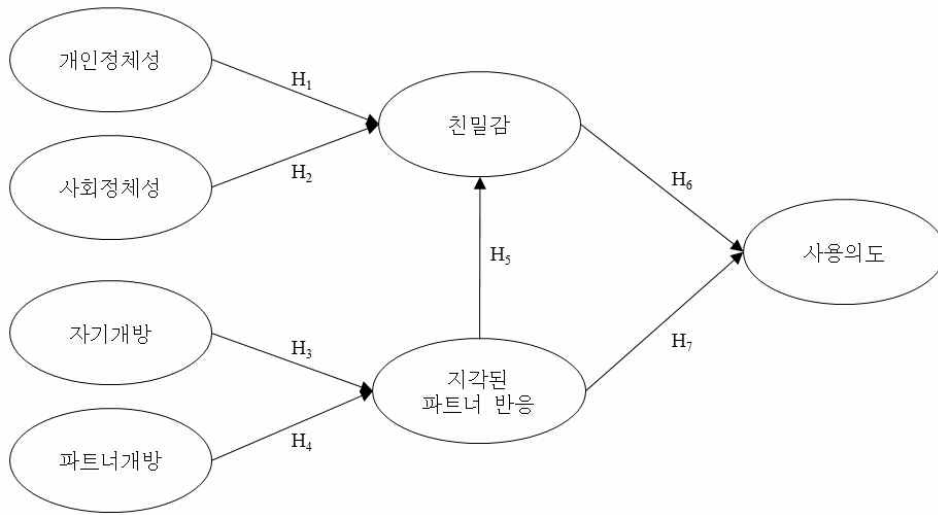 개인정체성
H₁
친밀감
사회정체성
H₂
H₆
사용의도
H₅
자기개방
H₃
H₇
지각된
파트너 반응
파트너개방
H₄